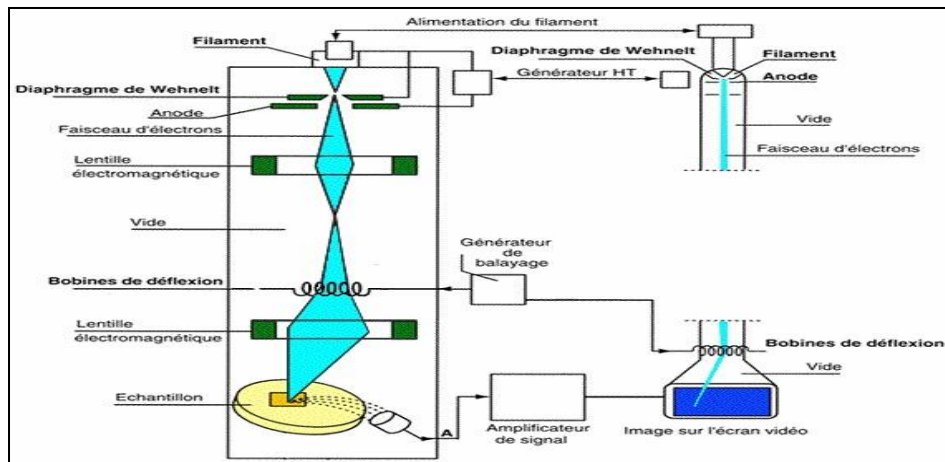 Alimentation du filament
Filament
Diaphragme de Wehnelt
Filament
Générateur HT
Anode
Diaphragme de Wehnelt
Anode
Vide
Faisceau d'électrons
Faisceau d'électrons
Lentille
électromagnétique
Vide
Générateur
de
balayage
Bobines de déflexion
Lentille
électromagnétique
Bobines de déflexion
Vide
Echantillon
A
Amplificateur
de signal
Image sur l'écran vidéo